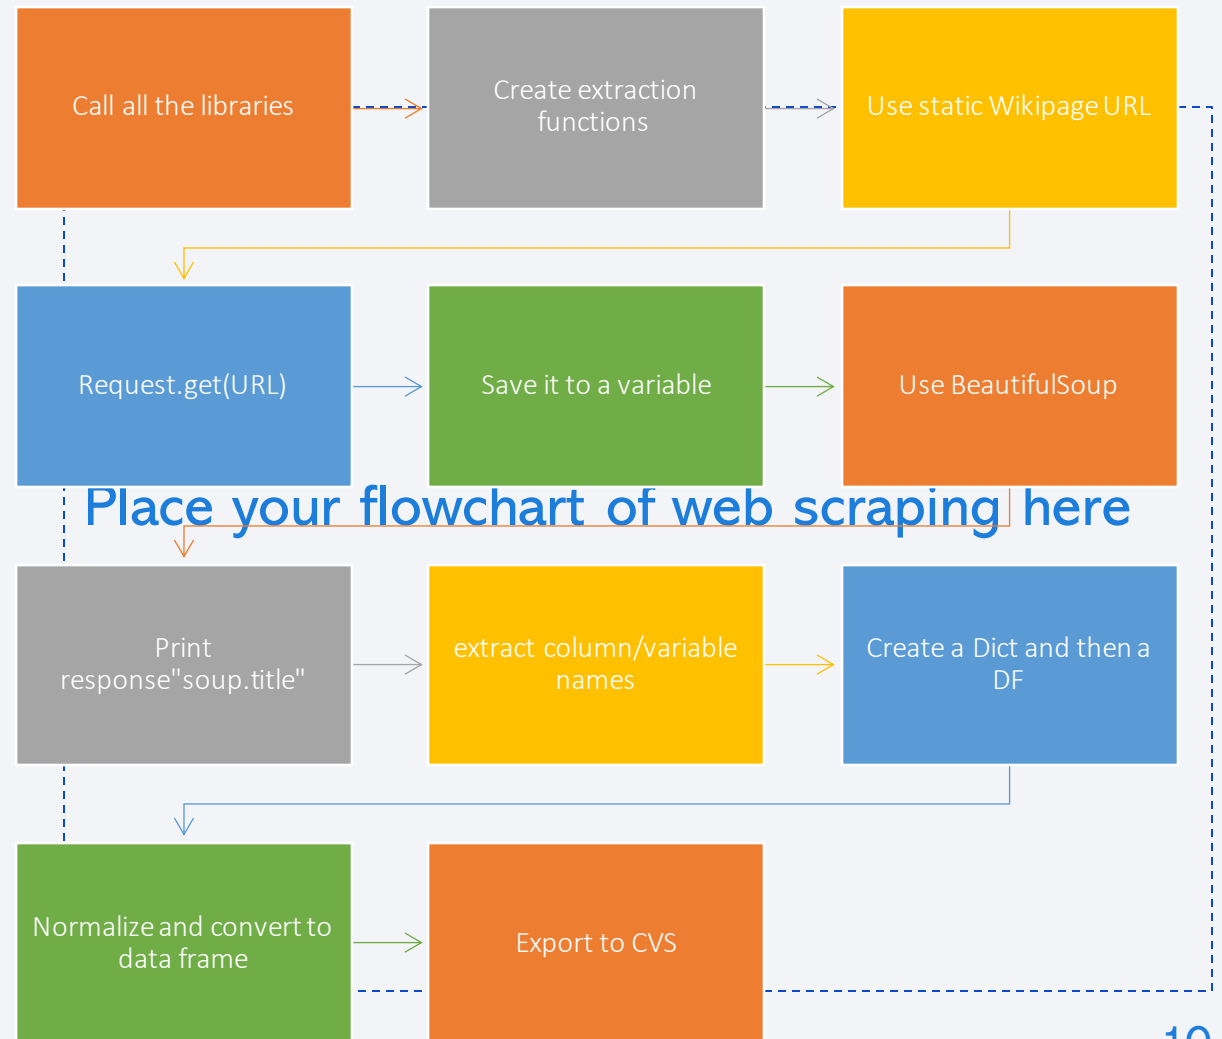 Call all the libraries
Create extraction
functions
Use static Wikipage URL
Request.get(URL)
Save it to a variable
Use BeautifulSoup
Place your flowchart of web scraping here
Print
response"soup.title"
extract column/variable
names
Create a Dict and then a
DF
Normalize and convert to
data frame
Export to CVS